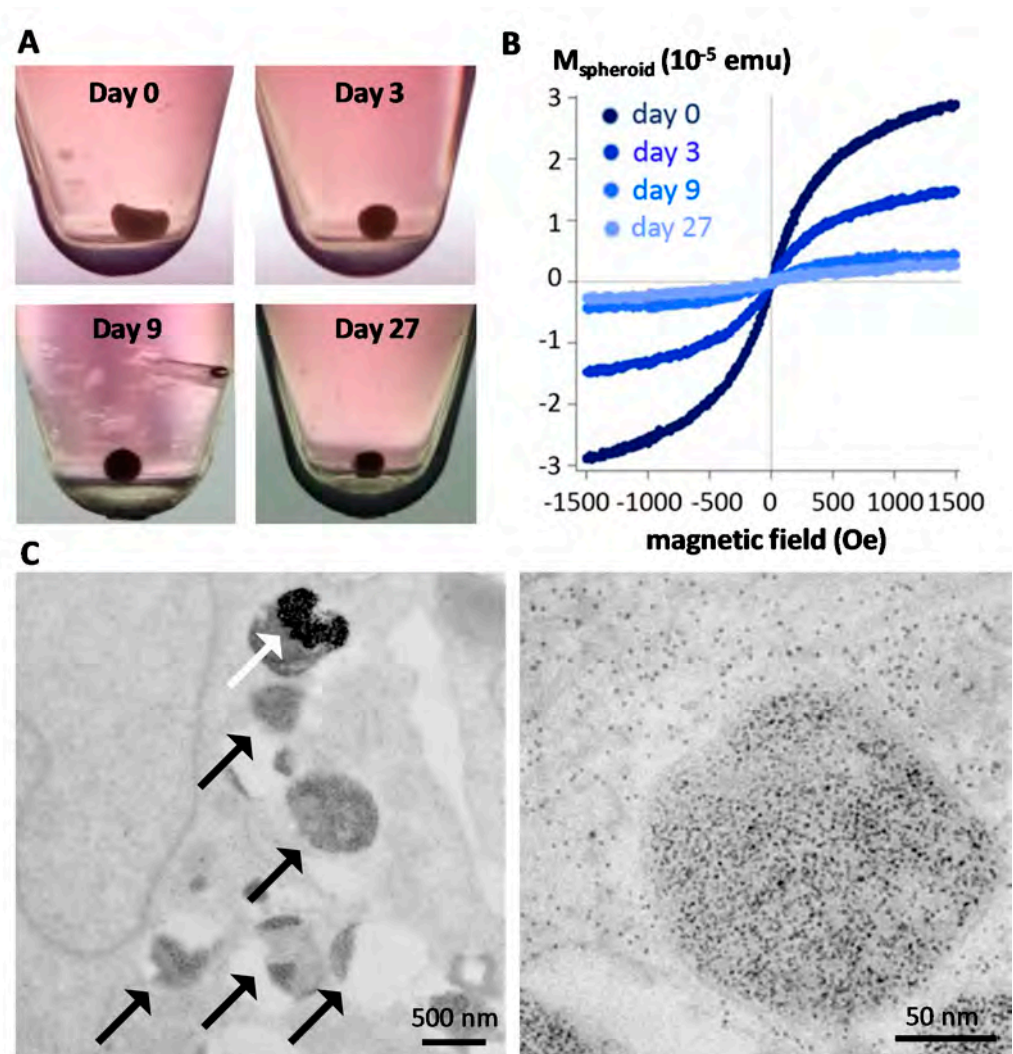 A
Day 0
Day 3
Day 9
Day 27
B
Mspheroid (10-5 emu)
day 0
day 3
day 9
day 27
3
2
1
0
-1
-2
-3
-1500 -1000 -500 0 500 1000 1500
magnetic field (Oe)
C
500 nm
50 nm